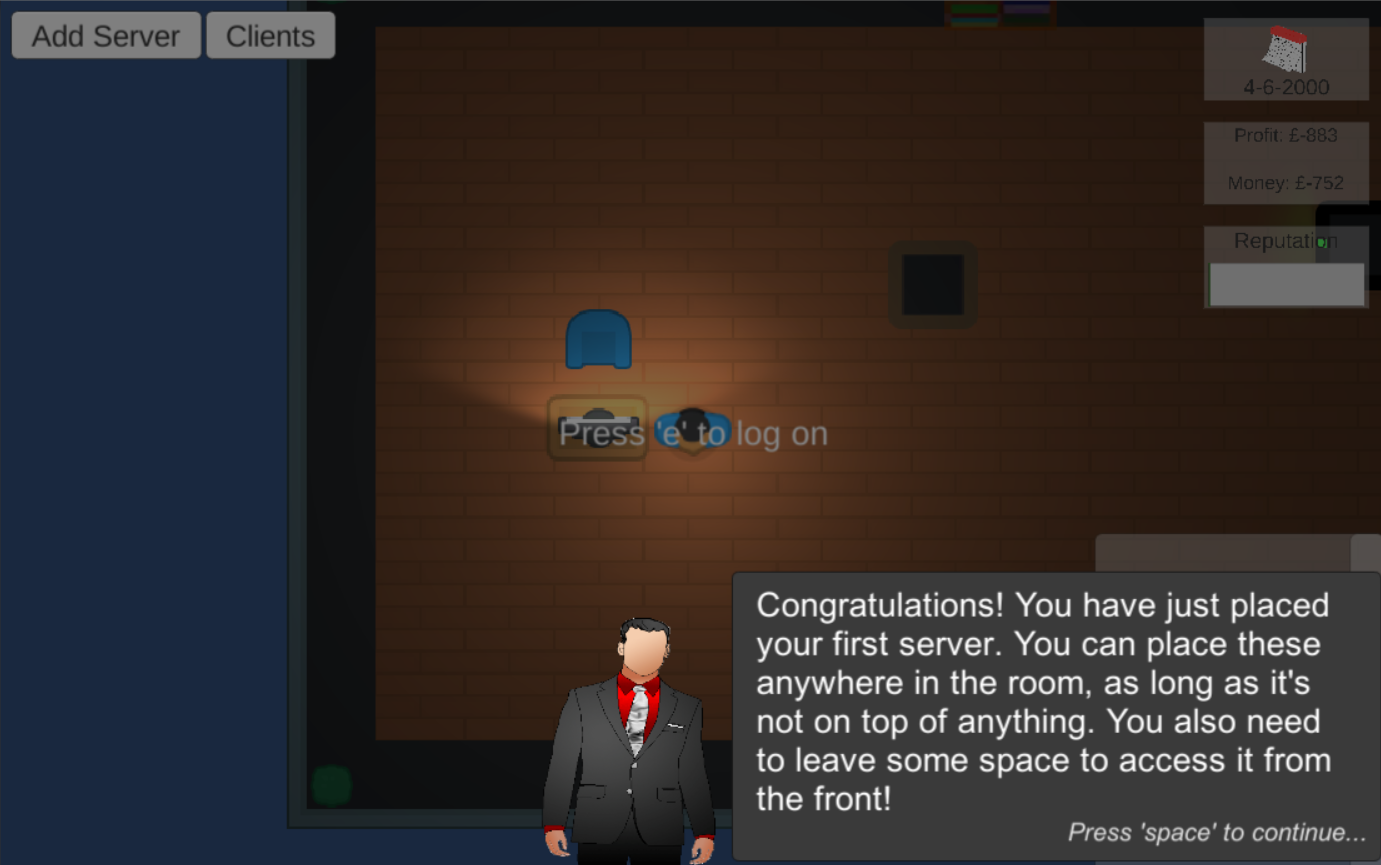 Add Server
Clients
4-6-2000
Profit: £-883
Money: £-752
Reputation
Press 'e' to log on
Congratulations! You have just placed
your first server. You can place these
anywhere in the room, as long as it's
not on top of anything. You also need
to leave some space to access it from
the front!
Press 'space' to continue...